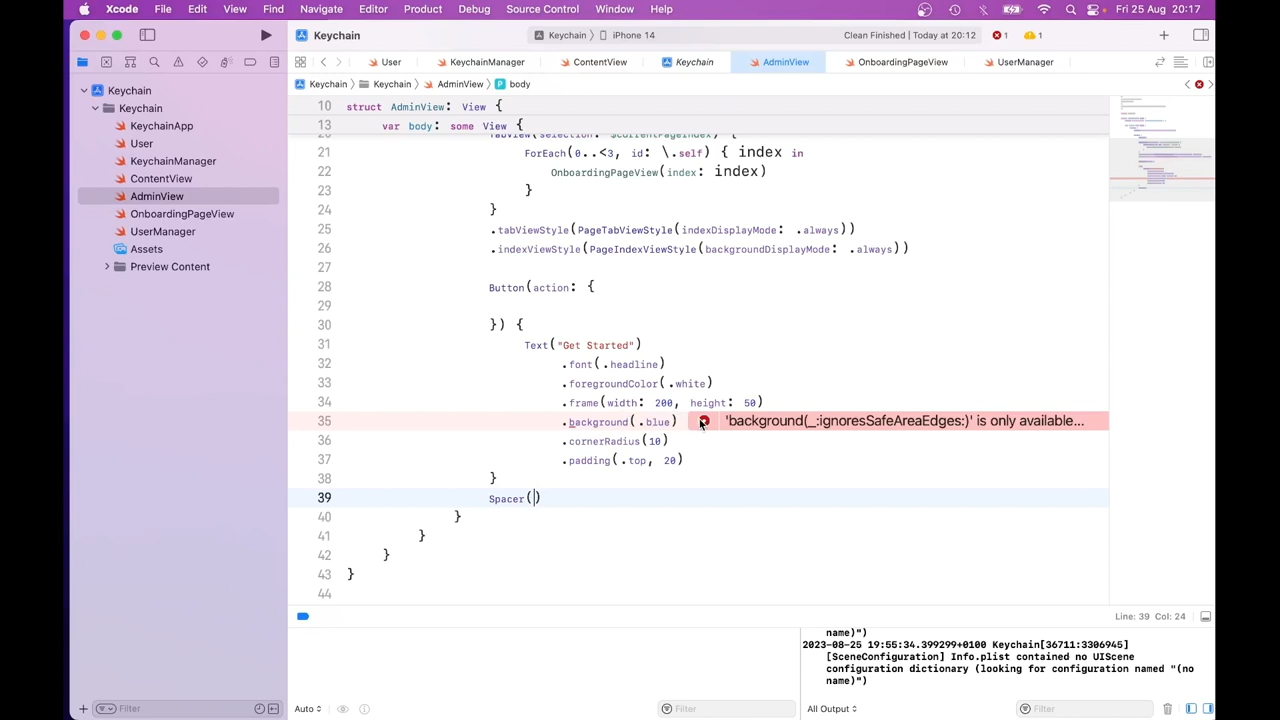 Xcode File Edit View Find Navigate Editor Product Debug Source Control Window Help Fri 25 Aug 20:17
Keychain Keychain iPhone 14 Clean Finished | Today at 20:12 1 1
User KeychainManager ContentView Keychain AdminView OnboardingPageView UserManager
Keychain Keychain AdminView P body
Keychain
Keychain
KeychainApp
User
KeychainManager
ContentView
AdminView
OnboardingPageView
UserManager
Assets
Preview Content
Filter
10 struct AdminView: View {
13 var body: some View {
21 ForEach(0..<3, id: \.self) { index in
22 OnboardingPageView(index: index)
23 }
24 }
25 .tabViewStyle(PageTabViewStyle(indexDisplayMode: .always))
26 .indexViewStyle(PageIndexViewStyle(backgroundDisplayMode: .always))
27
28 Button(action: {
29
30 }) {
31 Text("Get Started")
32 .font(.headline)
33 .foregroundColor(.white)
34 .frame(width: 200, height: 50)
35 .background(.blue) 'background(_:ignoresSafeAreaEdges:)' is only available...
36 .cornerRadius(10)
37 .padding(.top, 20)
38 }
39 Spacer()
40 }
41 }
42 }
43 }
44
Line: 39 Col: 24
name)")
2023-08-25 19:55:34.399299+0100 Keychain[36711:3306945]
[SceneConfiguration] Info.plist contained no UIScene
configuration dictionary (looking for configuration named "(no
name)")
Auto Filter All Output Filter